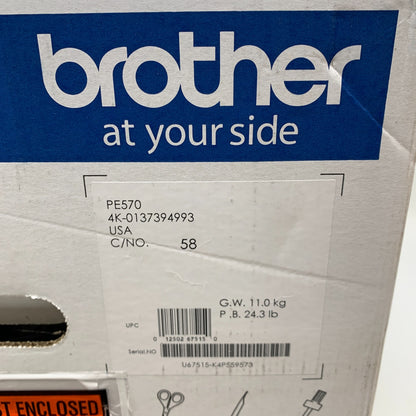 brother
at your side
PE570
4K-0137394993
USA
C/NO. 58
G.W. 11.0 kg
P.B. 24.3 lb
UPC
0 12502 67515 0
Serial.NO
U67515-K4P559573
ENCLOSED